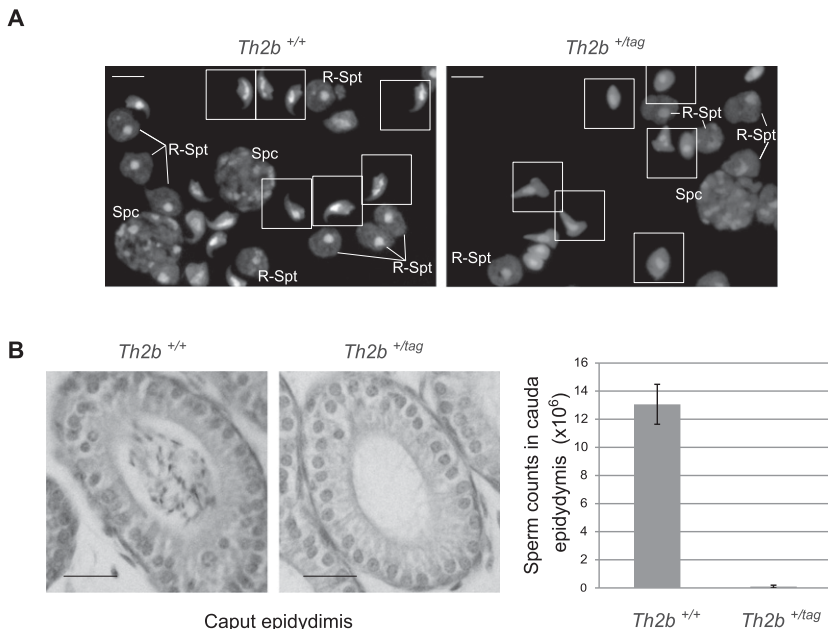 A
Th2b +/+
Th2b +/tag
R-Spt
R-Spt
Spc
Spc
R-Spt
R-Spt
R-Spt
R-Spt
Spc
R-Spt
B
Th2b +/+
Th2b +/tag
Caput epidydimis
Sperm counts in cauda
epidydymis (x10⁶)
16
14
12
10
8
6
4
2
0
Th2b +/+
Th2b +/tag